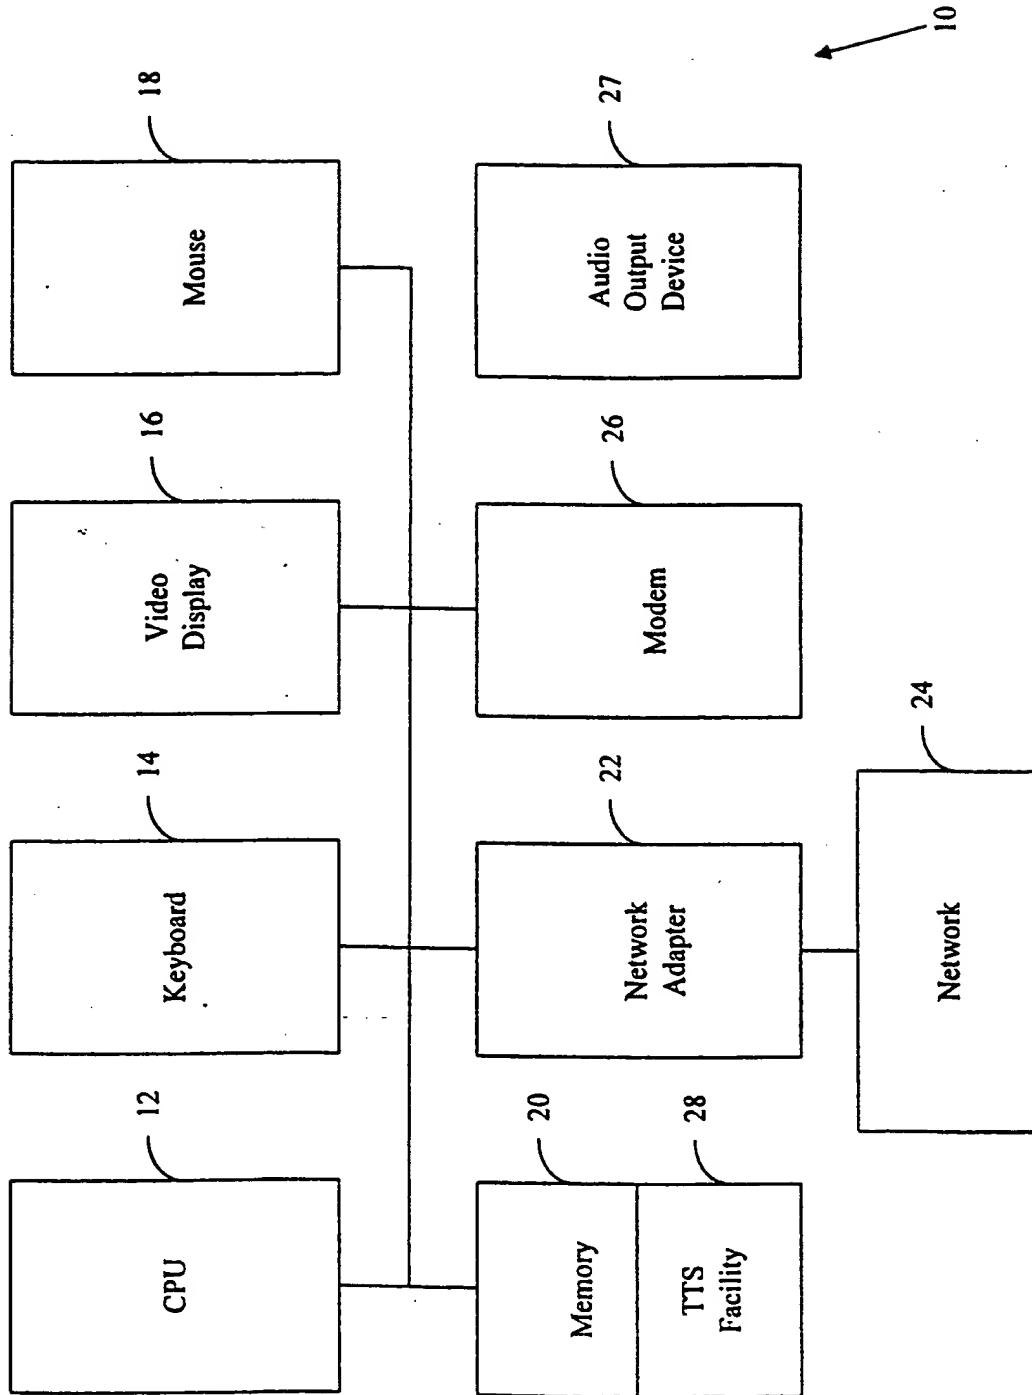 12
CPU
14
Keyboard
16
Video
Display
18
Mouse
20
Memory
28
TTS
Facility
22
Network
Adapter
26
Modem
27
Audio
Output
Device
24
Network
10